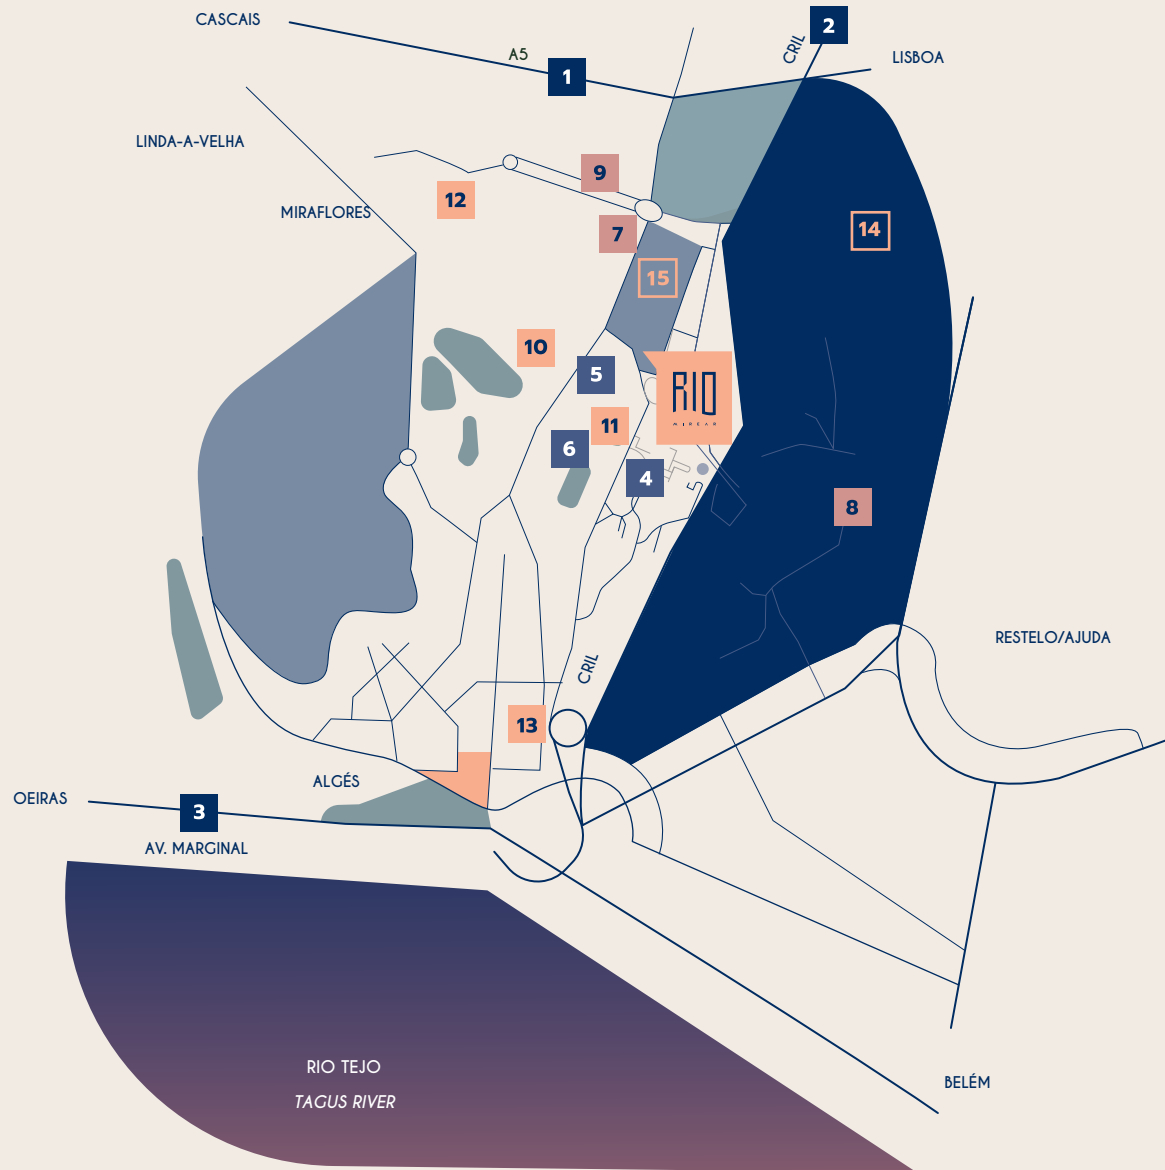 CASCAIS
2
CRIL
A5
LISBOA
1
LINDA-A-VELHA
9
12
MIRAFLORES
14
7
15
10
5
RIO
MIREAR
11
6
4
8
RESTELO/AJUDA
CRIL
13
ALGÉS
OEIRAS
3
AV. MARGINAL
RIO TEJO
TAGUS RIVER
BELÉM